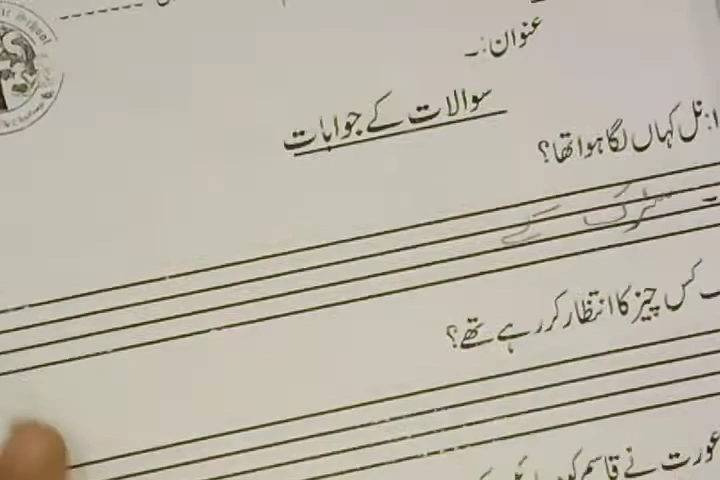 عنوان:۔
سوالات کے جوابات
ا: نل کہاں لگا ہوا تھا؟
سڑک کے
کس چیز کا انتظار کر رہے تھے؟
عورت نے قاسم کو